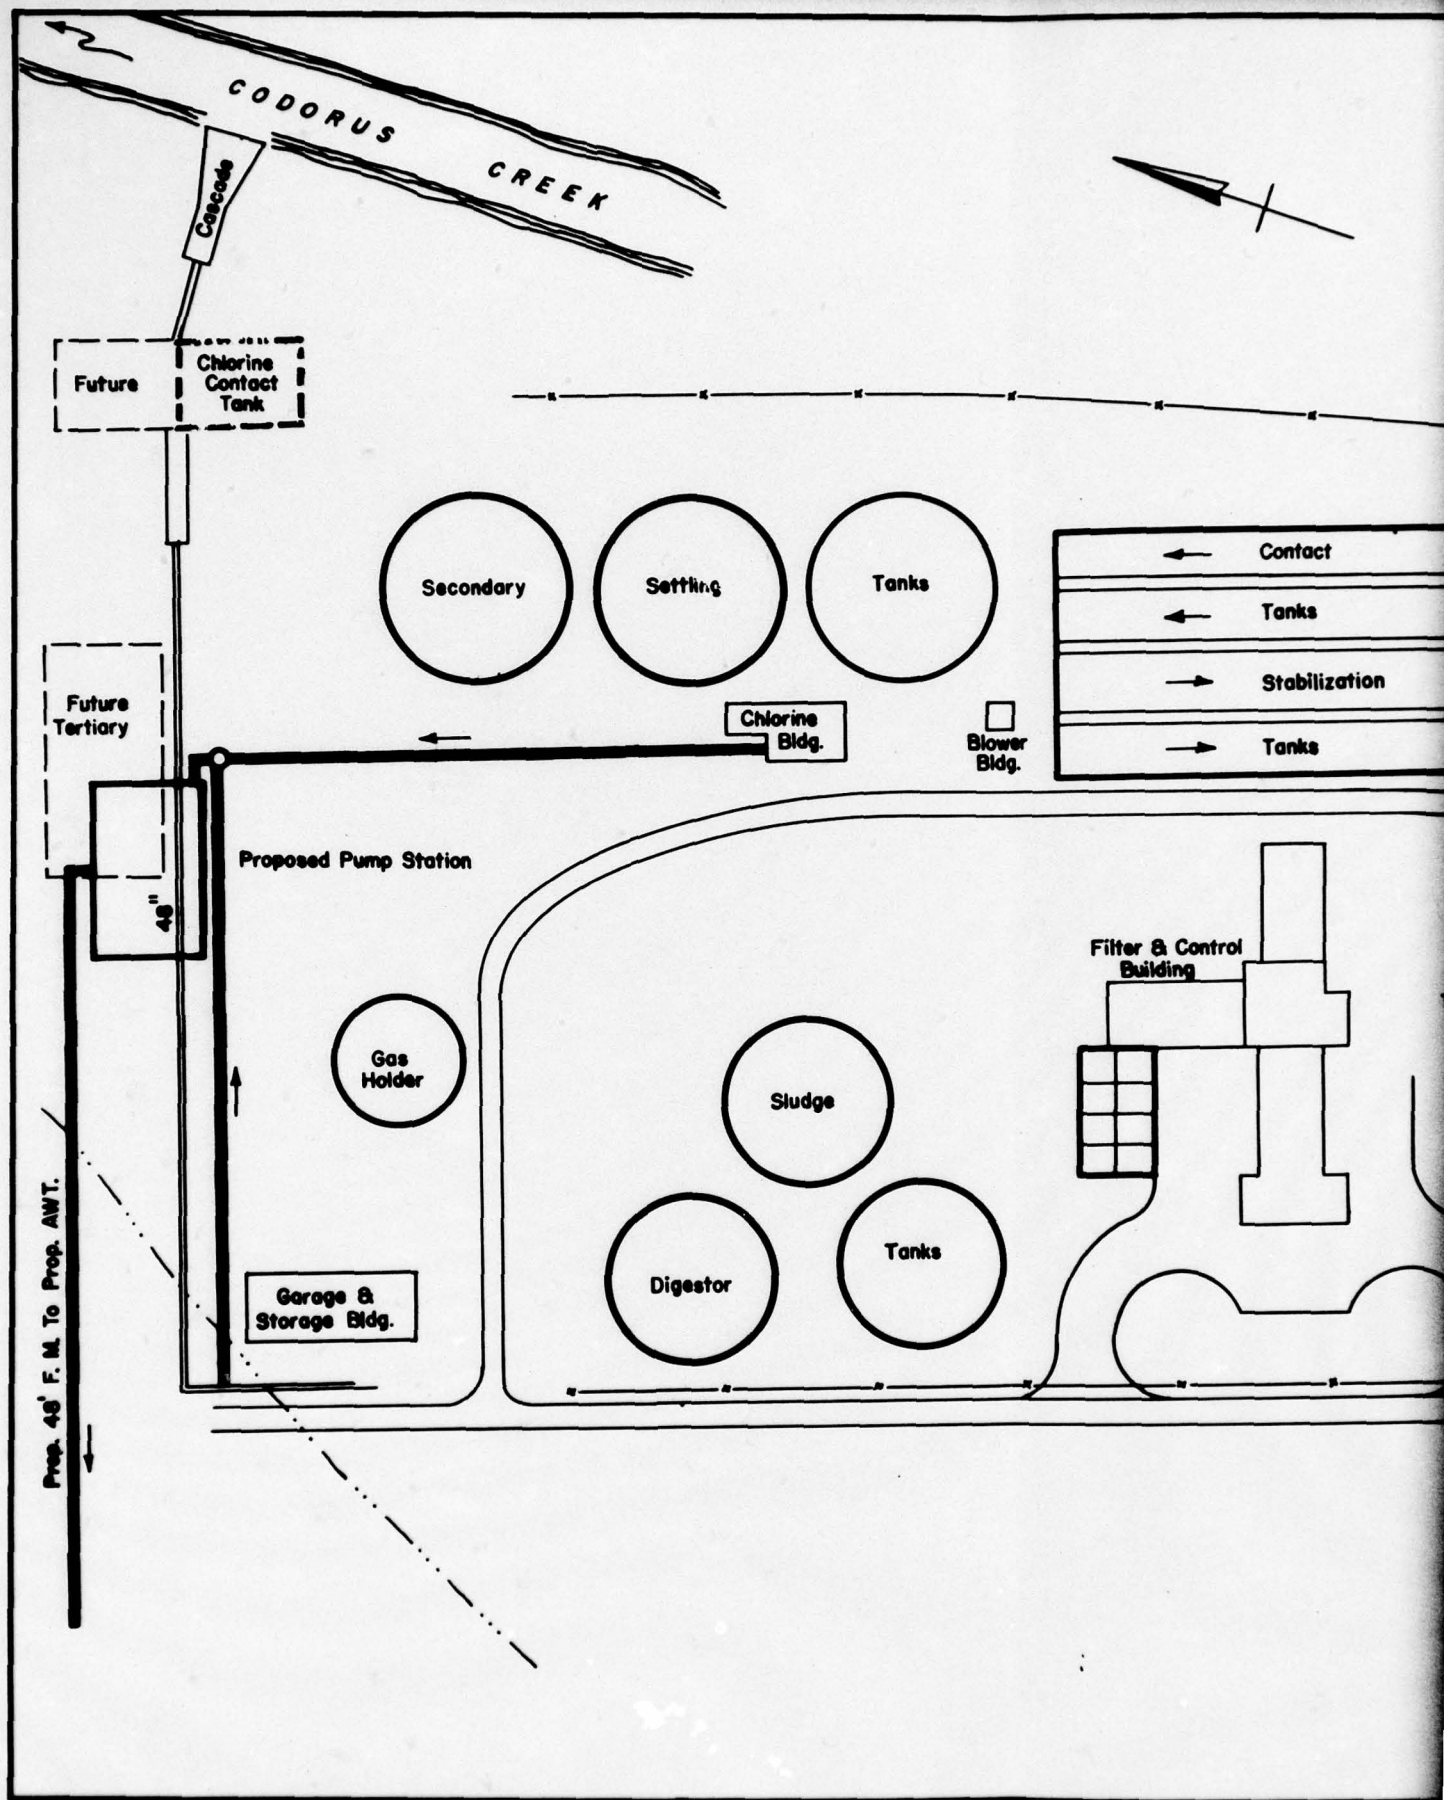 CODORUS CREEK
Cascade
Future
Chlorine
Contact
Tank
Secondary
Settling
Tanks
Contact
Tanks
Stabilization
Tanks
Future
Tertiary
Chlorine
Bldg.
Blower
Bldg.
Proposed Pump Station
48"
Filter & Control
Building
Gas
Holder
Sludge
Digestor
Tanks
Garage &
Storage Bldg.
Prop. 48' F. M. To Prop. AWT.